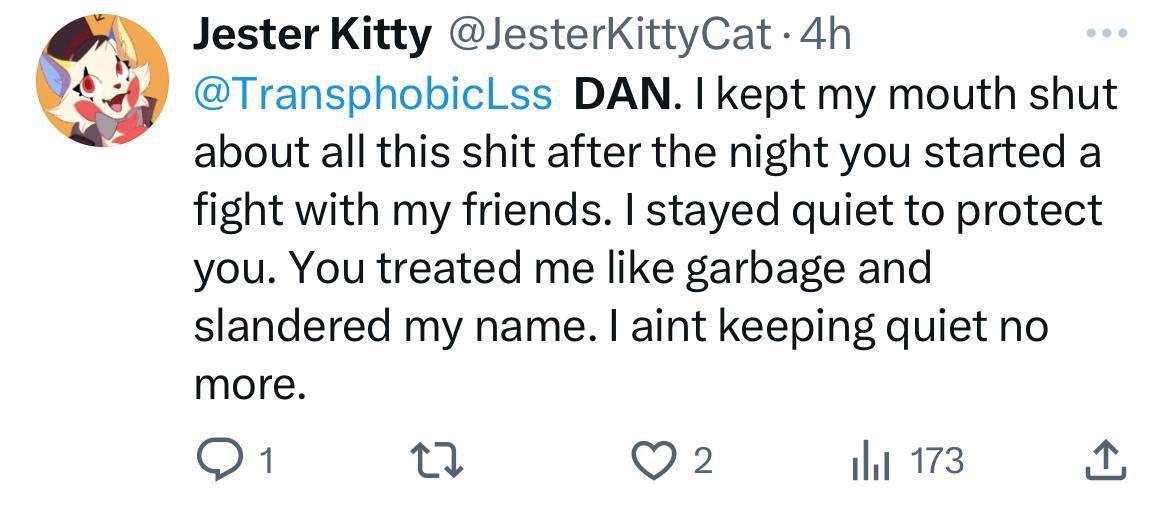 Jester Kitty @JesterKittyCat · 4h
@TransphobicLss DAN. I kept my mouth shut
about all this shit after the night you started a
fight with my friends. I stayed quiet to protect
you. You treated me like garbage and
slandered my name. I aint keeping quiet no
more.
1 2 173